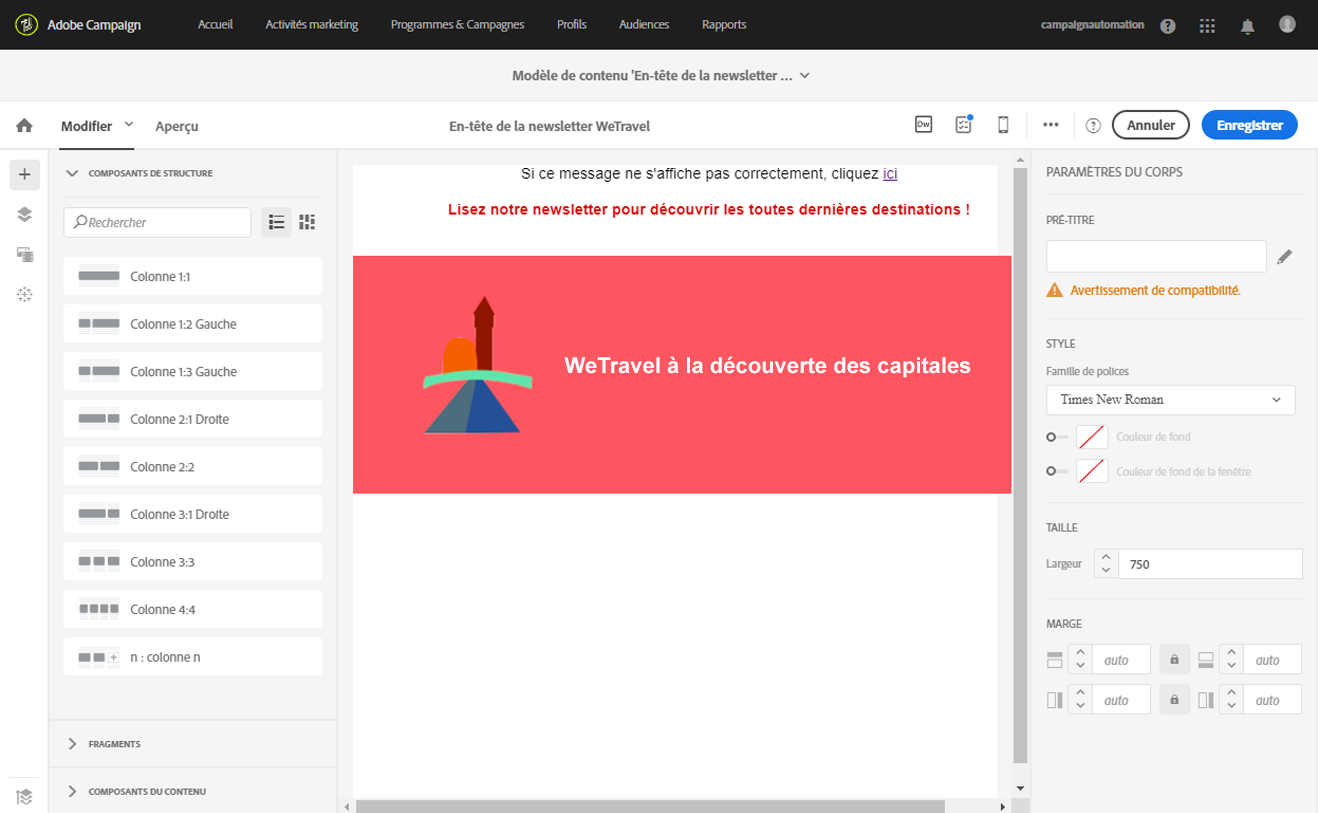 Adobe Campaign Accueil Activités marketing Programmes & Campagnes Profils Audiences Rapports campaignautomation
Modèle de contenu 'En-tête de la newsletter ...
Modifier Aperçu En-tête de la newsletter WeTravel Dw Annuler Enregistrer
COMPOSANTS DE STRUCTURE
Rechercher
Colonne 1:1
Colonne 1:2 Gauche
Colonne 1:3 Gauche
Colonne 2:1 Droite
Colonne 2:2
Colonne 3:1 Droite
Colonne 3:3
Colonne 4:4
n : colonne n
FRAGMENTS
COMPOSANTS DU CONTENU
Si ce message ne s'affiche pas correctement, cliquez ici
Lisez notre newsletter pour découvrir les toutes dernières destinations !
WeTravel à la découverte des capitales
PARAMÈTRES DU CORPS
PRÉ-TITRE
Avertissement de compatibilité.
STYLE
Famille de polices
Times New Roman
Couleur de fond
Couleur de fond de la fenêtre
TAILLE
Largeur 750
MARGE
auto auto
auto auto